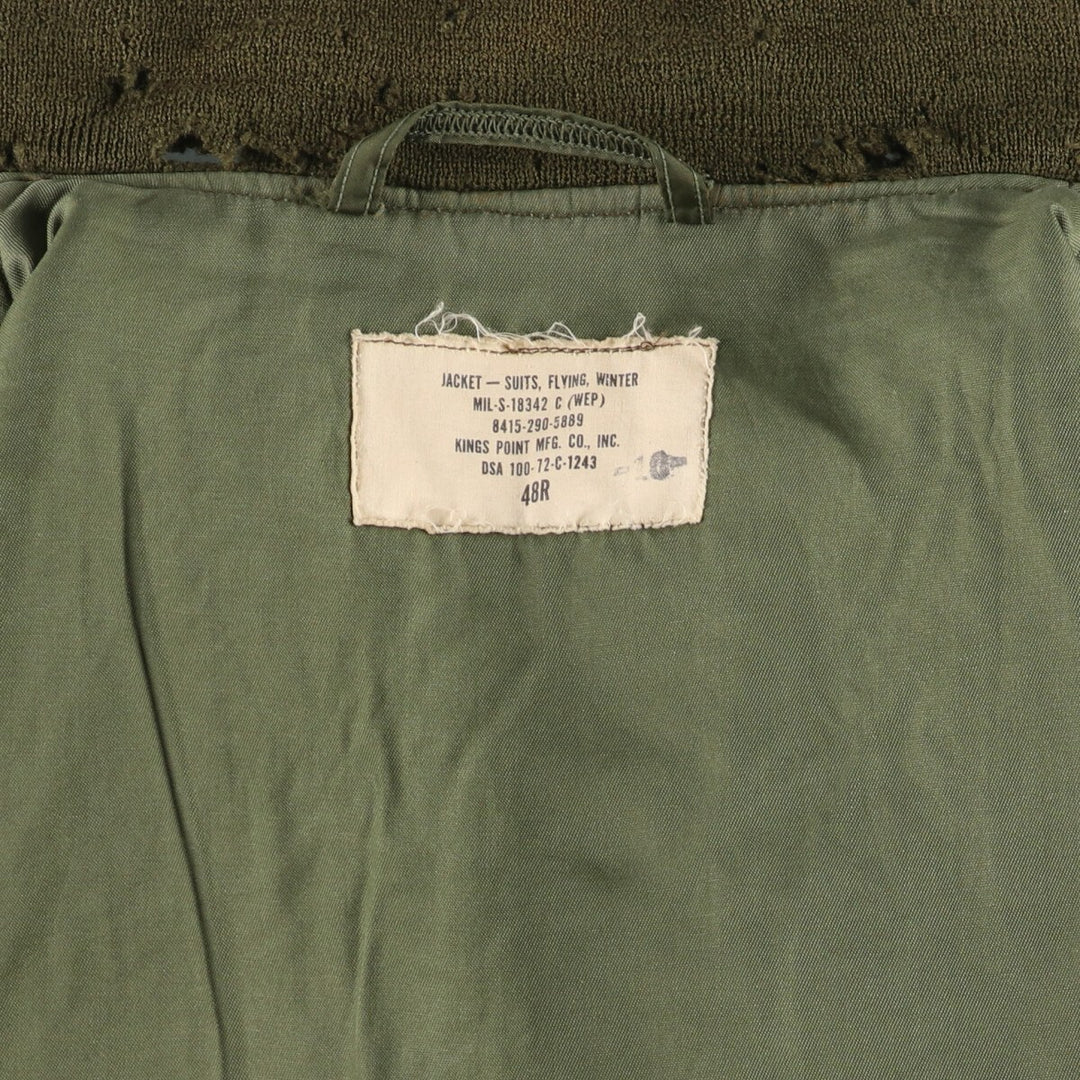 JACKET — SUITS, FLYING, WINTER
MIL-S-18342 C (WEP)
8415-290-5889
KINGS POINT MFG. CO., INC.
DSA 100-72-C-1243
48R